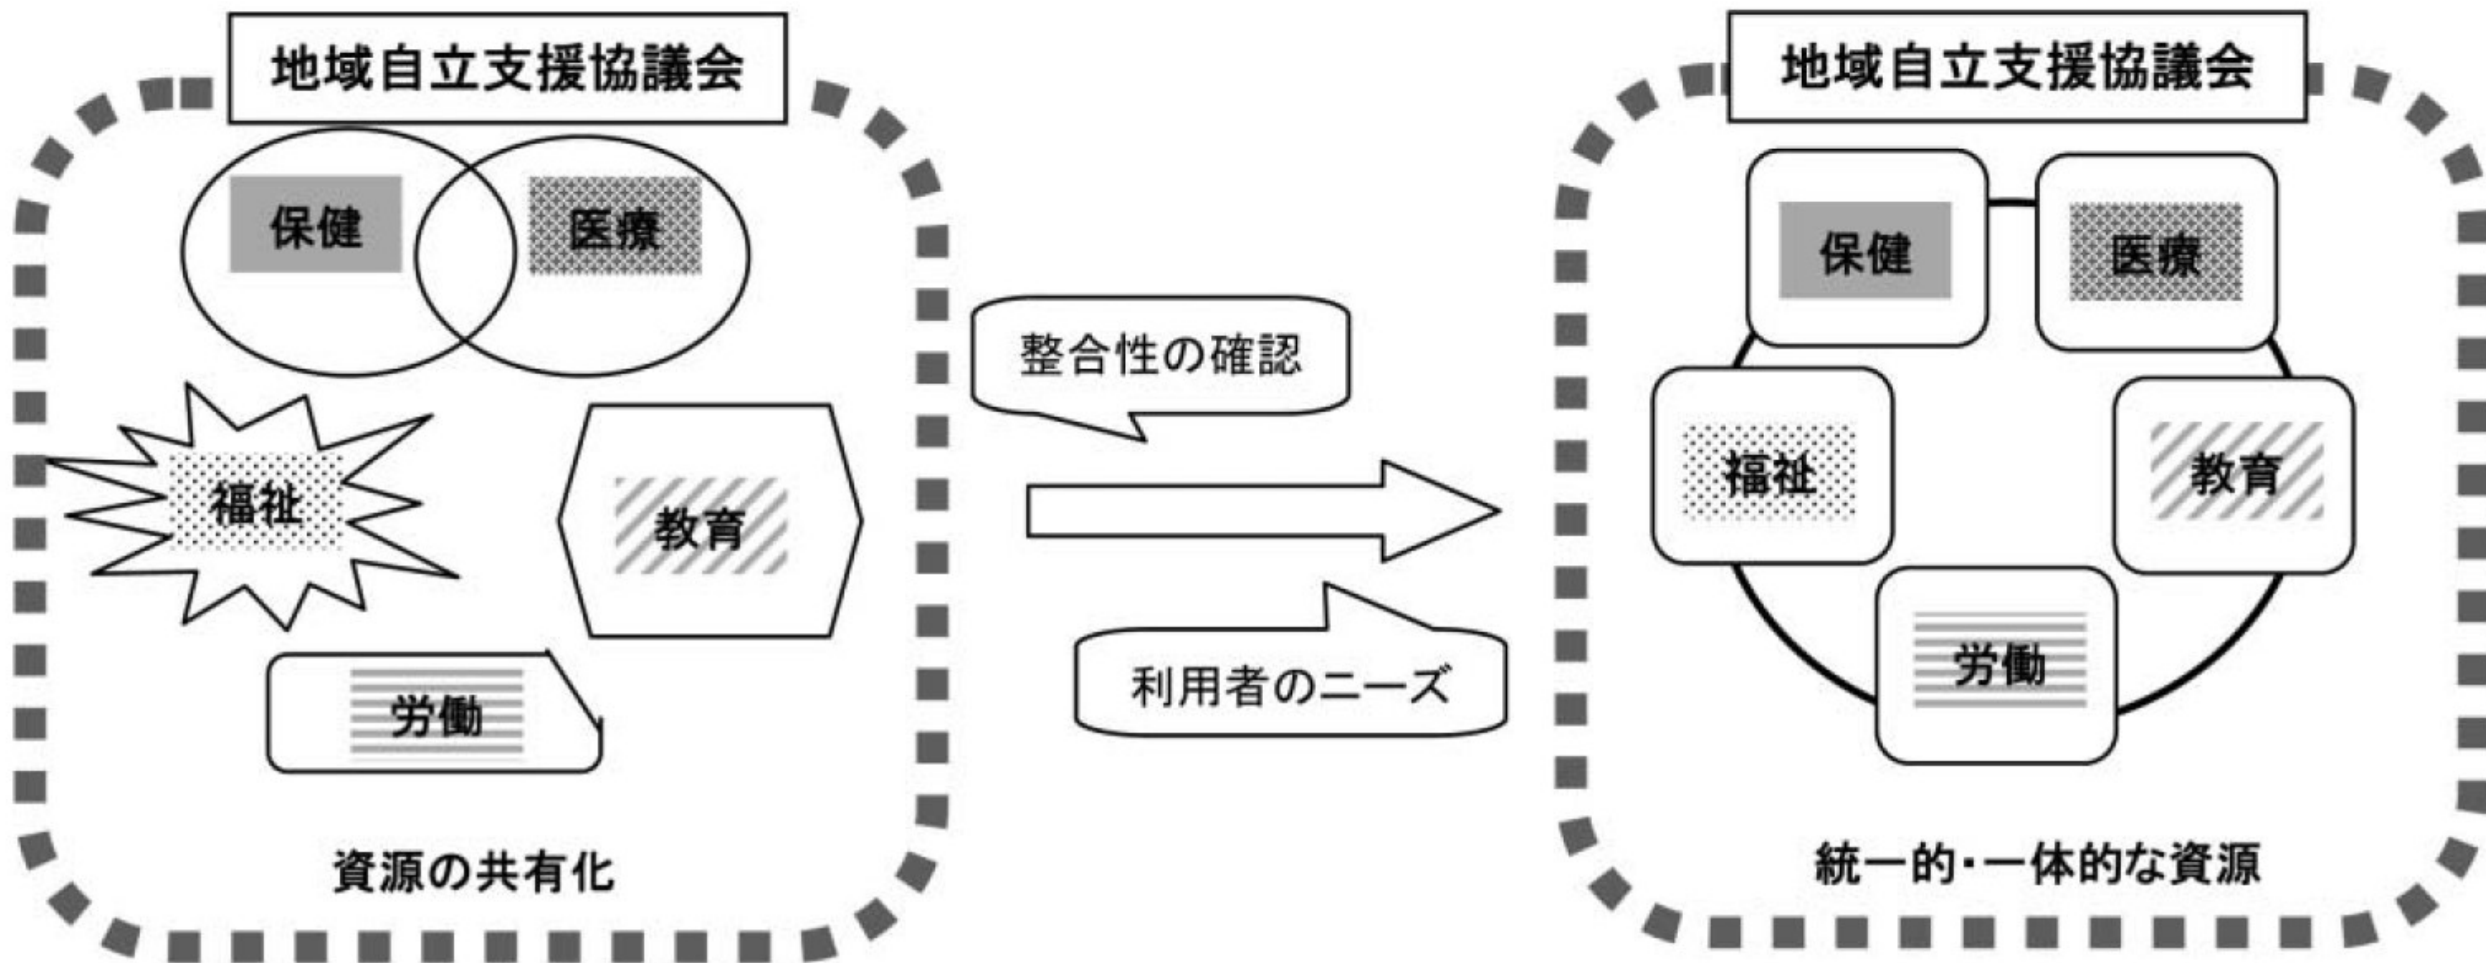 地域自立支援協議会
保健
医療
福祉
教育
労働
資源の共有化
整合性の確認
利用者のニーズ
地域自立支援協議会
保健
医療
福祉
教育
労働
統一的・一体的な資源